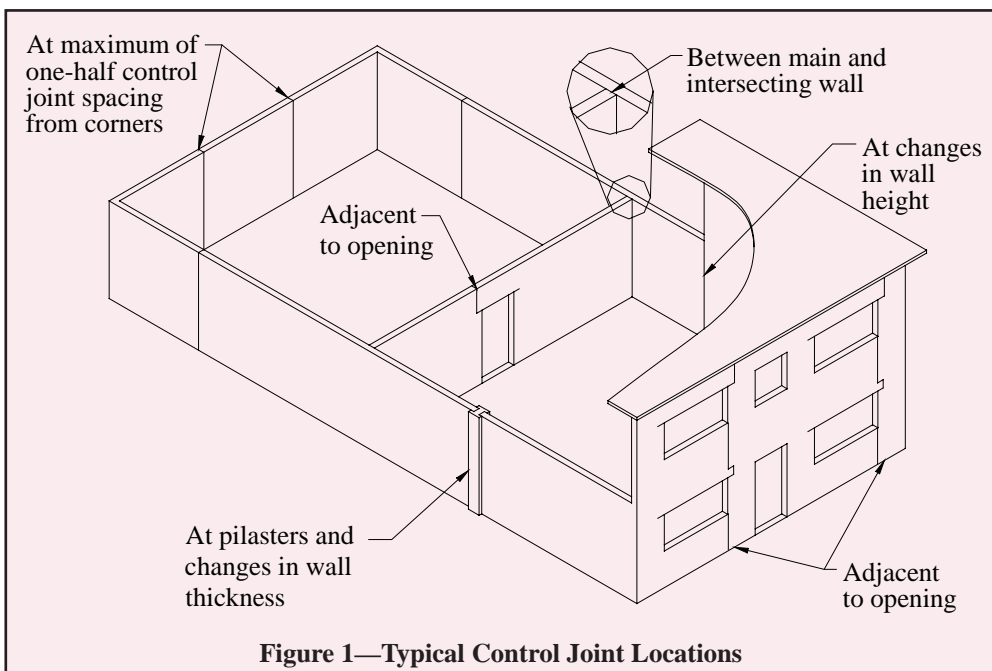 At maximum of
one-half control
joint spacing
from corners
Between main and
intersecting wall
At changes
in wall
height
Adjacent
to opening
At pilasters and
changes in wall
thickness
Adjacent
to opening
Figure 1—Typical Control Joint Locations